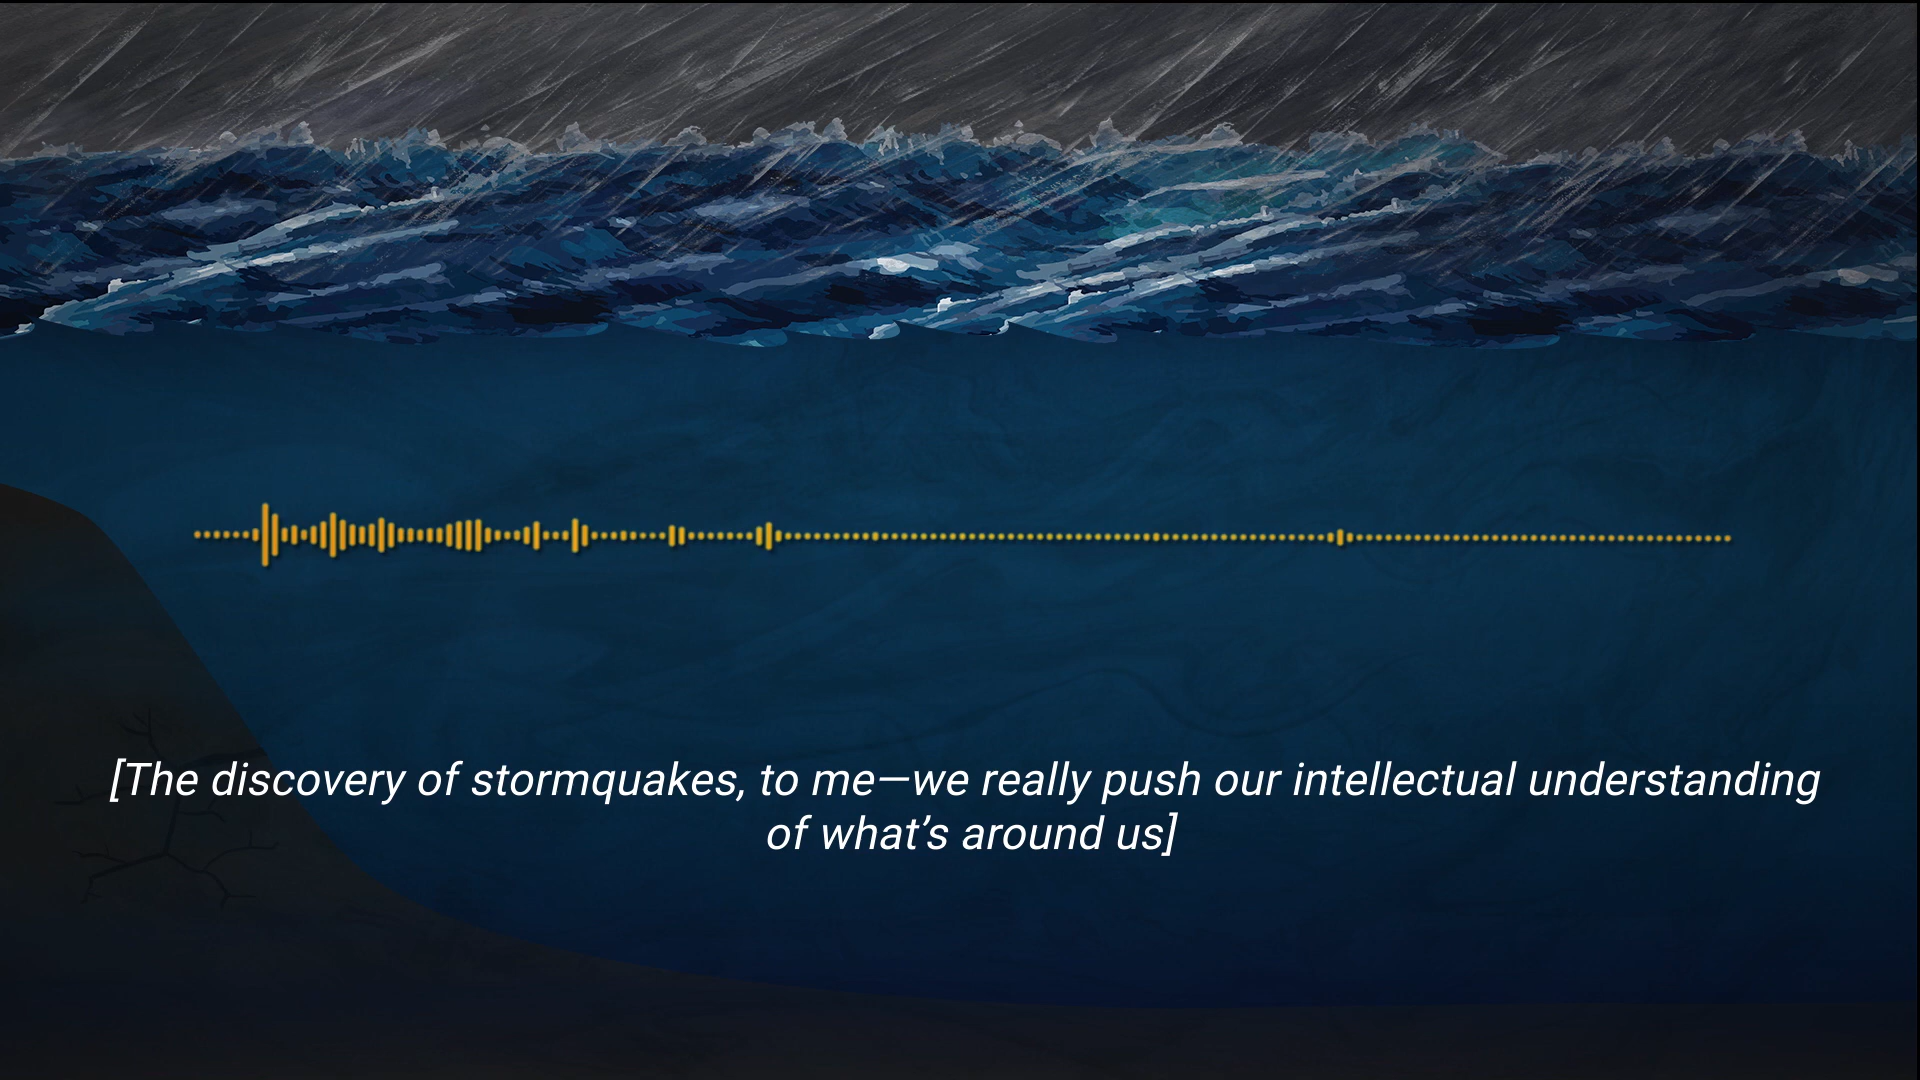 [The discovery of stormquakes, to me—we really push our intellectual understanding
of what’s around us]